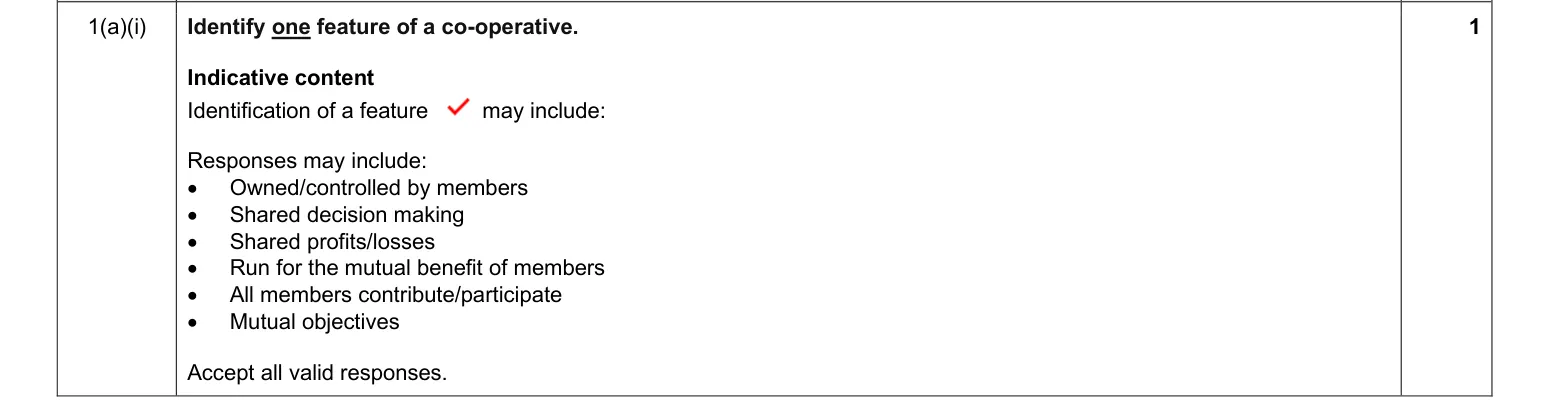 1(a)(i) Identify one feature of a co-operative. 1
Indicative content
Identification of a feature ✓ may include:
Responses may include:
• Owned/controlled by members
• Shared decision making
• Shared profits/losses
• Run for the mutual benefit of members
• All members contribute/participate
• Mutual objectives
Accept all valid responses.